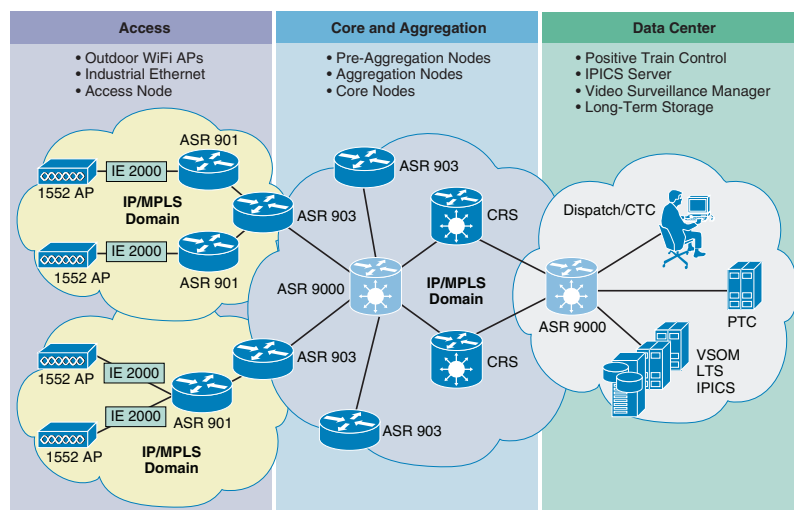 Access
• Outdoor WiFi APs
• Industrial Ethernet
• Access Node
Core and Aggregation
• Pre-Aggregation Nodes
• Aggregation Nodes
• Core Nodes
Data Center
• Positive Train Control
• IPICS Server
• Video Surveillance Manager
• Long-Term Storage
ASR 901
IE 2000
1552 AP
IP/MPLS
Domain
ASR 903
IE 2000
1552 AP
ASR 901
1552 AP
IE 2000
IE 2000
ASR 901
1552 AP
IP/MPLS
Domain
ASR 903
ASR 903
CRS
ASR 9000
IP/MPLS
Domain
CRS
ASR 903
Dispatch/CTC
ASR 9000
PTC
VSOM
LTS
IPICS